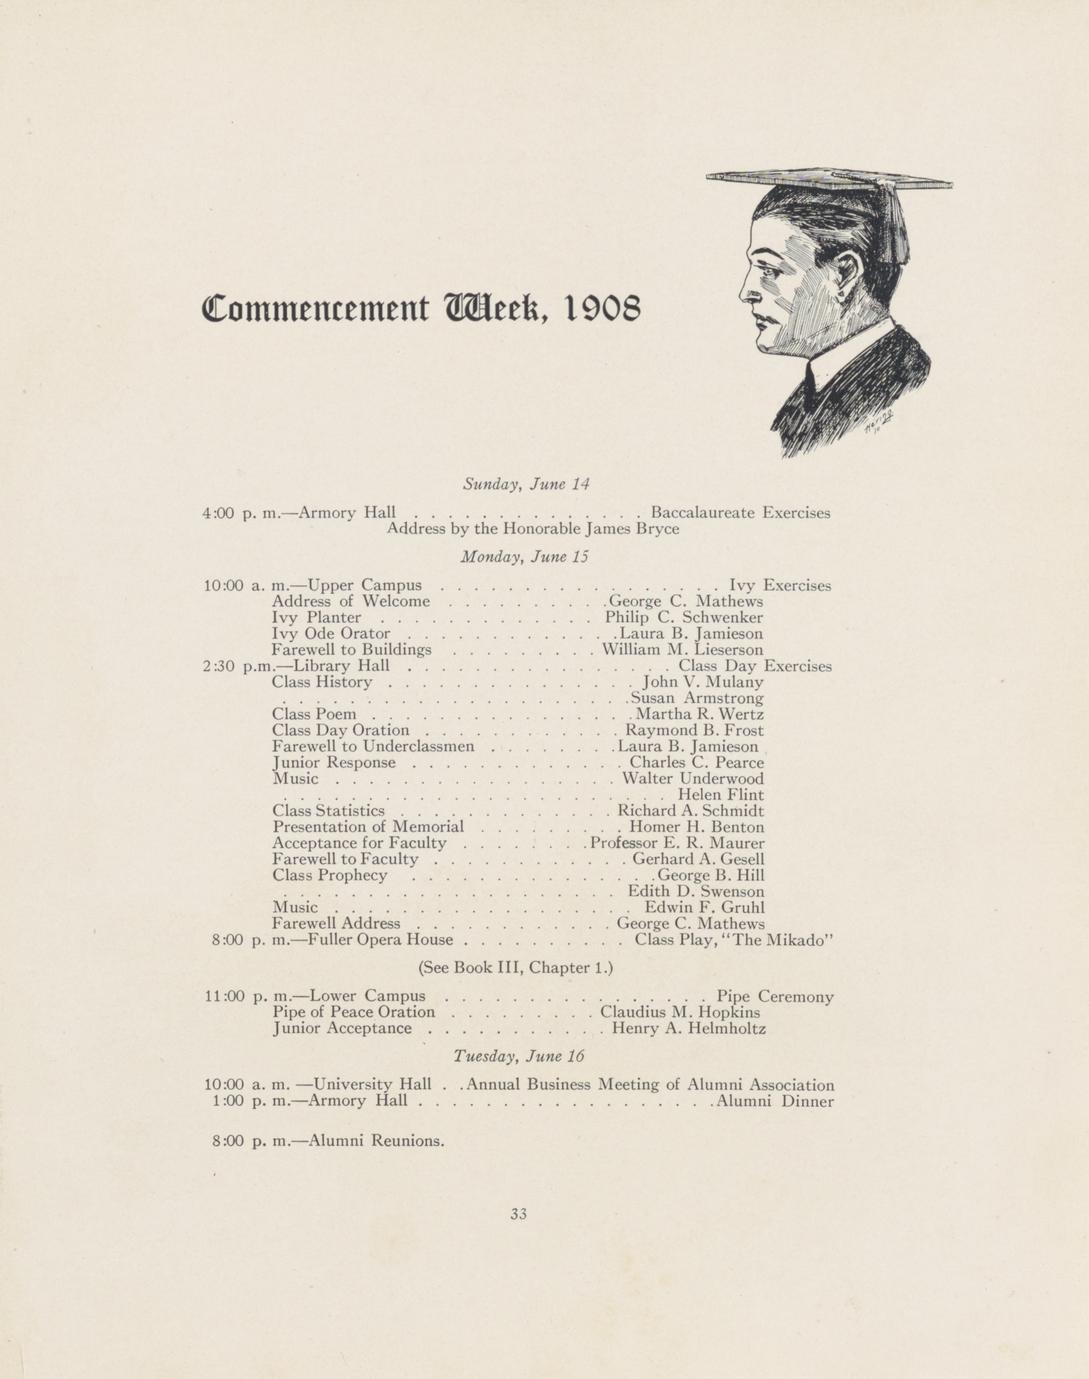 Commencement Week, 1908
Sunday, June 14
4:00 p. m.—Armory Hall . . . . . . . . . . . . . . Baccalaureate Exercises
Address by the Honorable James Bryce
Monday, June 15
10:00 a. m.—Upper Campus . . . . . . . . . . . . . . . . . Ivy Exercises
Address of Welcome . . . . . . . . . . George C. Mathews
Ivy Planter . . . . . . . . . . . . . Philip C. Schwenker
Ivy Ode Orator . . . . . . . . . . . . . Laura B. Jamieson
Farewell to Buildings . . . . . . . . . William M. Lieserson
2:30 p.m.—Library Hall . . . . . . . . . . . . . . . . Class Day Exercises
Class History . . . . . . . . . . . . . . . John V. Mulany
. . . . . . . . . . . . . . . . . . . . . Susan Armstrong
Class Poem . . . . . . . . . . . . . . . . Martha R. Wertz
Class Day Oration . . . . . . . . . . . . Raymond B. Frost
Farewell to Underclassmen . . . . . . . . Laura B. Jamieson
Junior Response . . . . . . . . . . . . . Charles C. Pearce
Music . . . . . . . . . . . . . . . . . Walter Underwood
. . . . . . . . . . . . . . . . . . . . . . . Helen Flint
Class Statistics . . . . . . . . . . . . . Richard A. Schmidt
Presentation of Memorial . . . . . . . . . Homer H. Benton
Acceptance for Faculty . . . . . . . . Professor E. R. Maurer
Farewell to Faculty . . . . . . . . . . . . Gerhard A. Gesell
Class Prophecy . . . . . . . . . . . . . . . George B. Hill
. . . . . . . . . . . . . . . . . . . . Edith D. Swenson
Music . . . . . . . . . . . . . . . . . . Edwin F. Gruhl
Farewell Address . . . . . . . . . . . . George C. Mathews
8:00 p. m.—Fuller Opera House . . . . . . . . . . Class Play, “The Mikado”
(See Book III, Chapter 1.)
11:00 p. m.—Lower Campus . . . . . . . . . . . . . . . . Pipe Ceremony
Pipe of Peace Oration . . . . . . . . . Claudius M. Hopkins
Junior Acceptance . . . . . . . . . . . Henry A. Helmholtz
Tuesday, June 16
10:00 a. m. —University Hall . . Annual Business Meeting of Alumni Association
1:00 p. m.—Armory Hall . . . . . . . . . . . . . . . . . . Alumni Dinner
8:00 p. m.—Alumni Reunions.
33